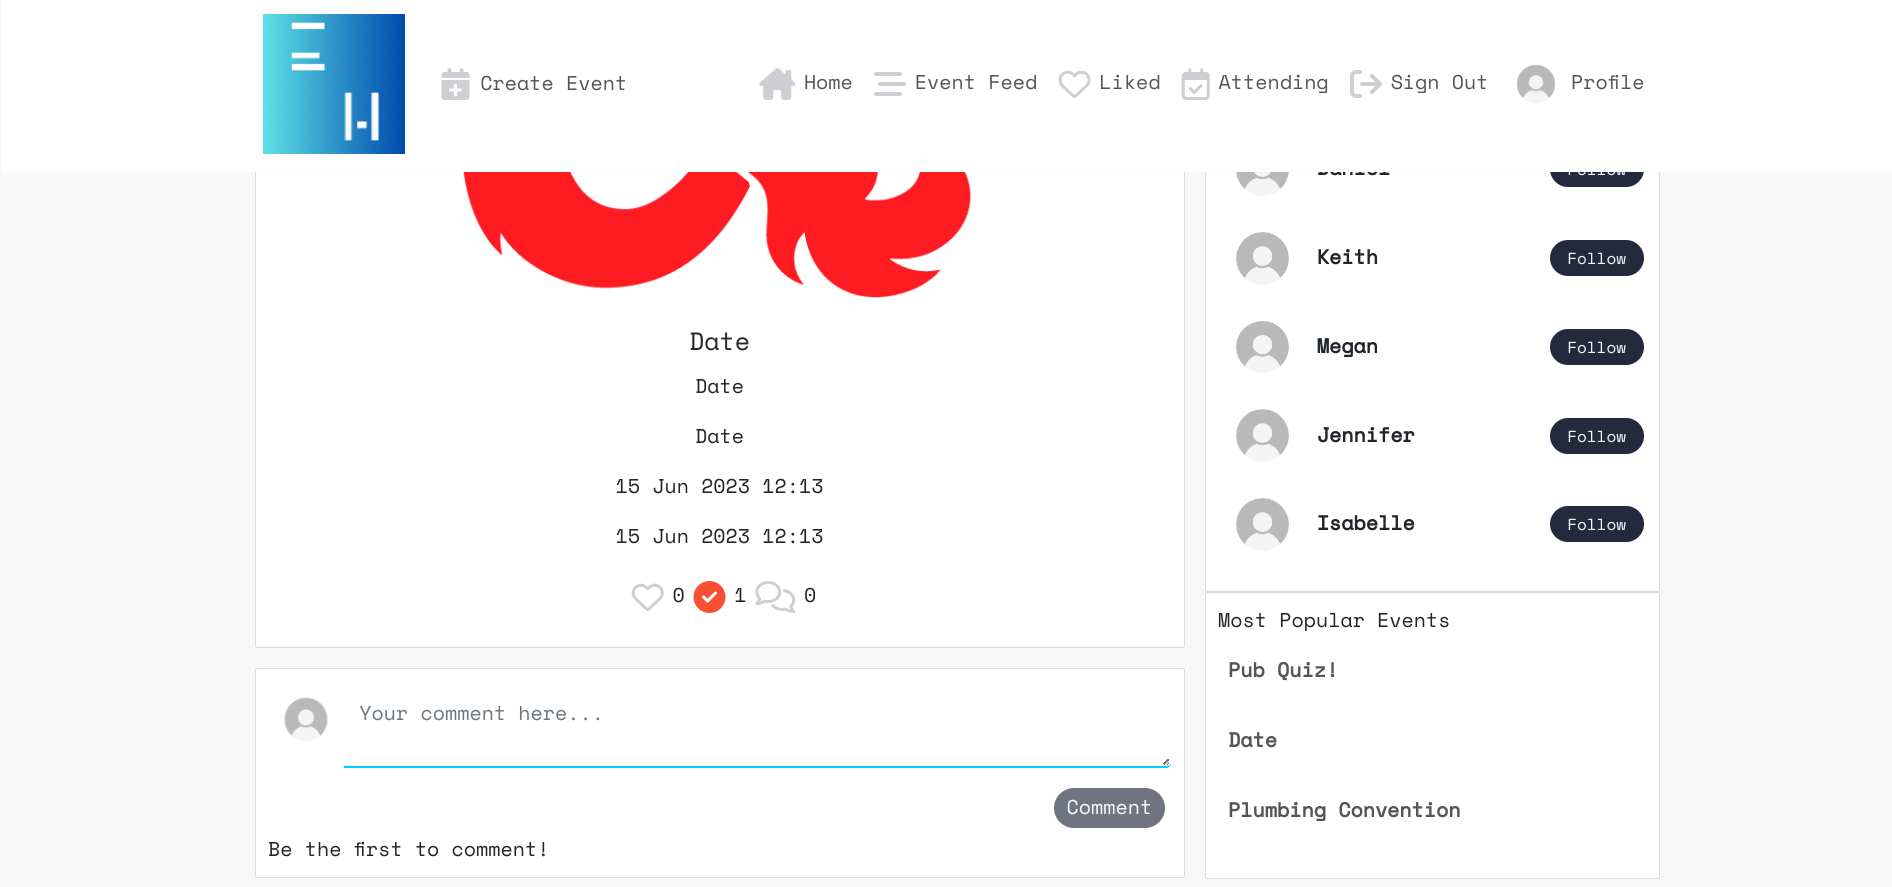 Create Event
Home
Event Feed
Liked
Attending
Sign Out
Profile
Date
Date
Date
15 Jun 2023 12:13
15 Jun 2023 12:13
0 1 0
Your comment here...
Comment
Be the first to comment!
Daniel Follow
Keith Follow
Megan Follow
Jennifer Follow
Isabelle Follow
Most Popular Events
Pub Quiz!
Date
Plumbing Convention